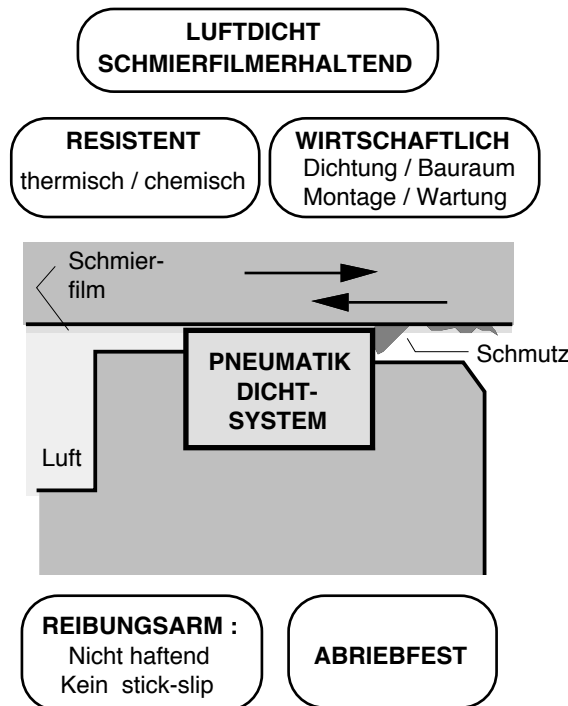 LUFTDICHT
SCHMIERFILMERHALTEND
RESISTENT
thermisch / chemisch
WIRTSCHAFTLICH
Dichtung / Bauraum
Montage / Wartung
Schmier-
film
Schmutz
PNEUMATIK
DICHT-
SYSTEM
Luft
REIBUNGSARM :
Nicht haftend
Kein stick-slip
ABRIEBFEST